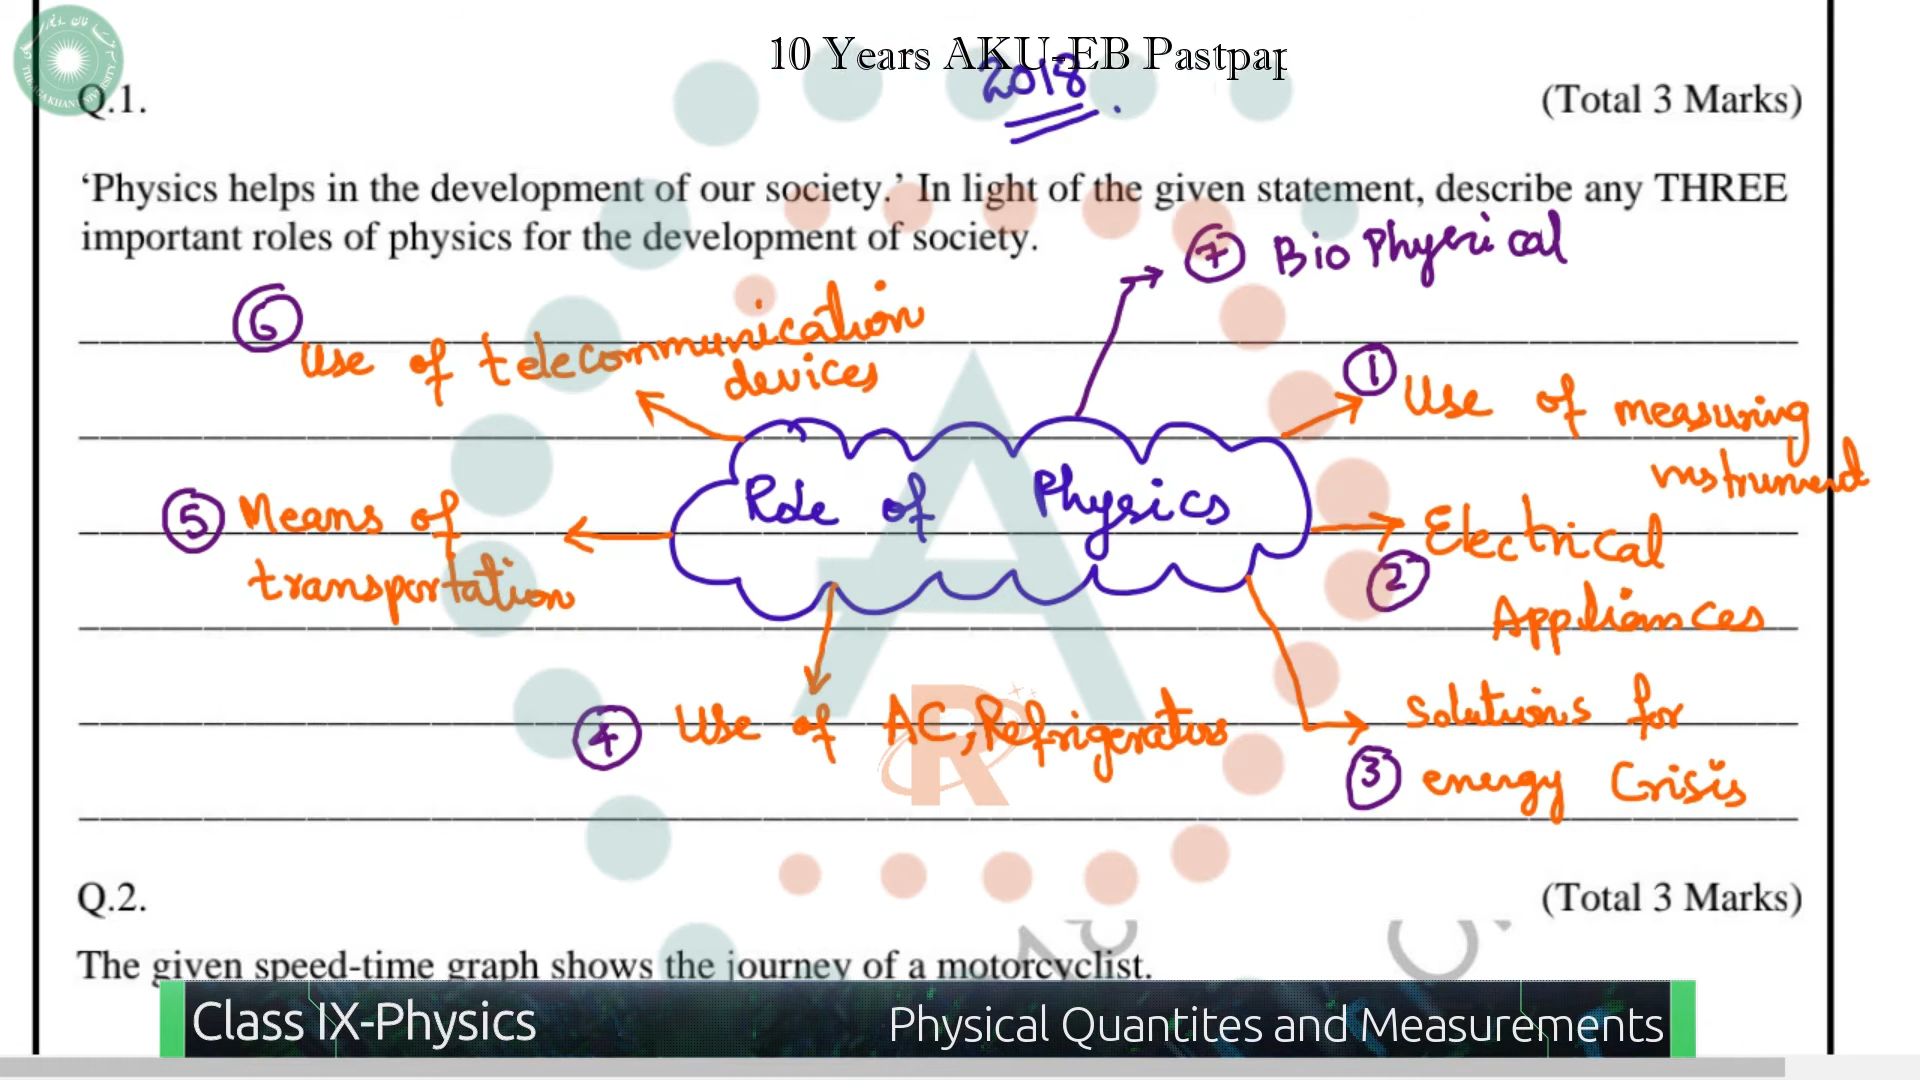 10 Years AKU-EB Pastpap
2018
Q.1.
(Total 3 Marks)
‘Physics helps in the development of our society.’ In light of the given statement, describe any THREE
important roles of physics for the development of society.
7 Bio Physical
6 Use of telecommunication
devices
1 Use of measuring
instrument
Role of Physics
5 Means of
transportation
Electrical
2 Appliances
4 Use of AC, Refrigerators
solutions for
3 energy Crisis
Q.2.
(Total 3 Marks)
The given speed-time graph shows the journey of a motorcyclist.
Class IX-Physics
Physical Quantites and Measurements